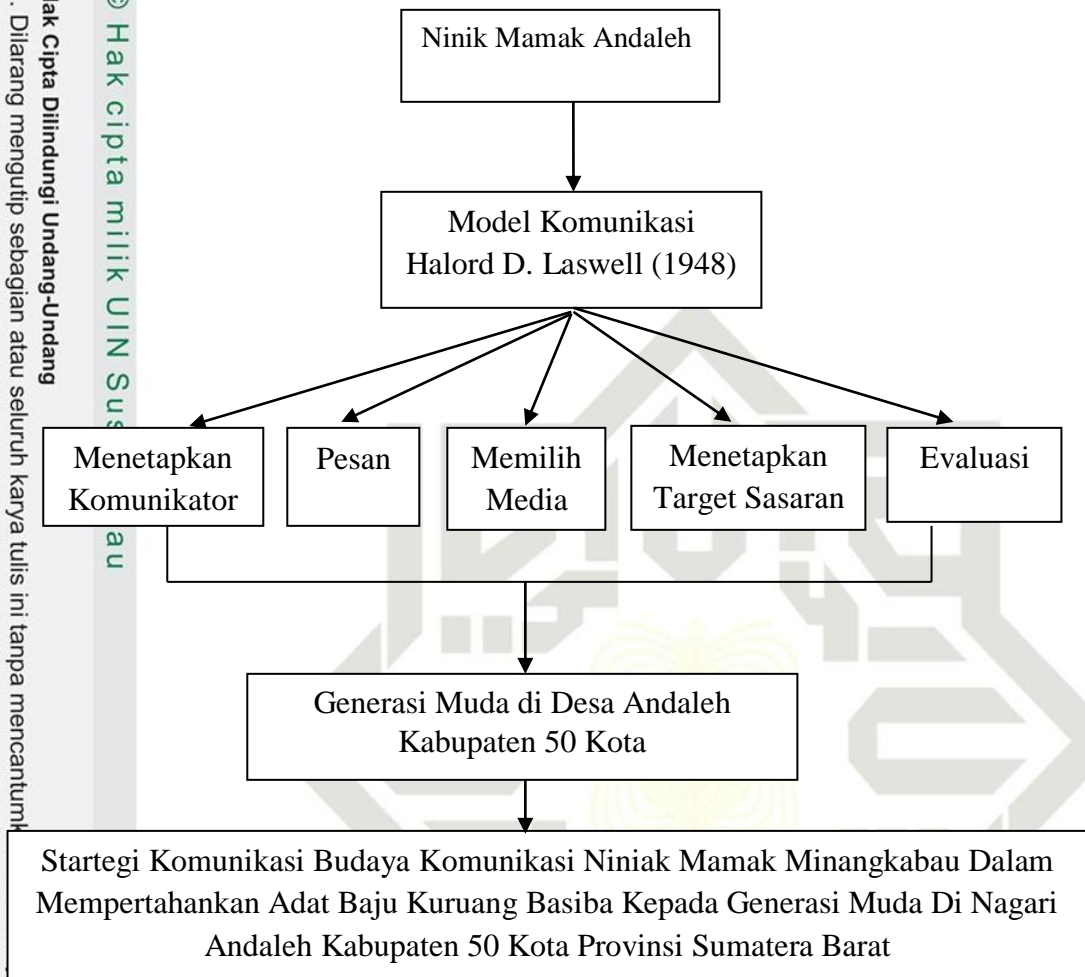 © Hak cipta milik UIN Sus
au
Hak Cipta Dilindungi Undang-Undang
. Dilarang mengutip sebagian atau seluruh karya tulis ini tanpa
Ninik Mamak Andaleh
Model Komunikasi
Halord D. Laswell (1948)
Menetapkan
Komunikator
Pesan
Memilih
Media
Menetapkan
Target Sasaran
Evaluasi
Generasi Muda di Desa Andaleh
Kabupaten 50 Kota
Startegi Komunikasi Budaya Komunikasi Niniak Mamak Minangkabau Dalam
Mempertahankan Adat Baju Kuruang Basiba Kepada Generasi Muda Di Nagari
Andaleh Kabupaten 50 Kota Provinsi Sumatera Barat